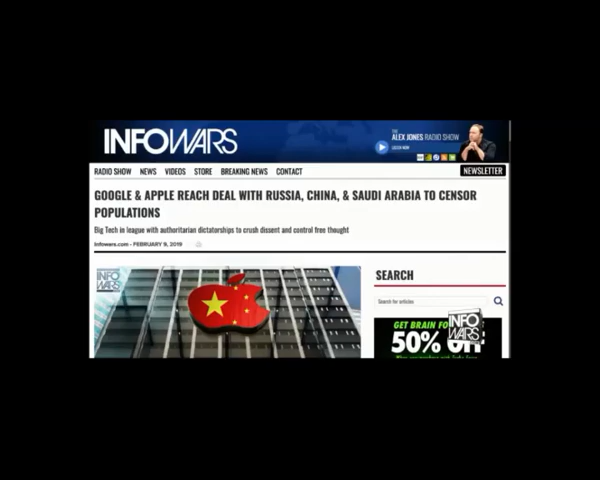 INFOWARS
THE
ALEX JONES RADIO SHOW
LISTEN NOW
RADIO SHOW NEWS VIDEOS STORE BREAKING NEWS CONTACT
NEWSLETTER
GOOGLE & APPLE REACH DEAL WITH RUSSIA, CHINA, & SAUDI ARABIA TO CENSOR
POPULATIONS
Big Tech in league with authoritarian dictatorships to crush dissent and control free thought
Infowars.com - FEBRUARY 9, 2019
INFO
WARS
SEARCH
Search for articles
GET BRAIN
50%
INFO
WARS